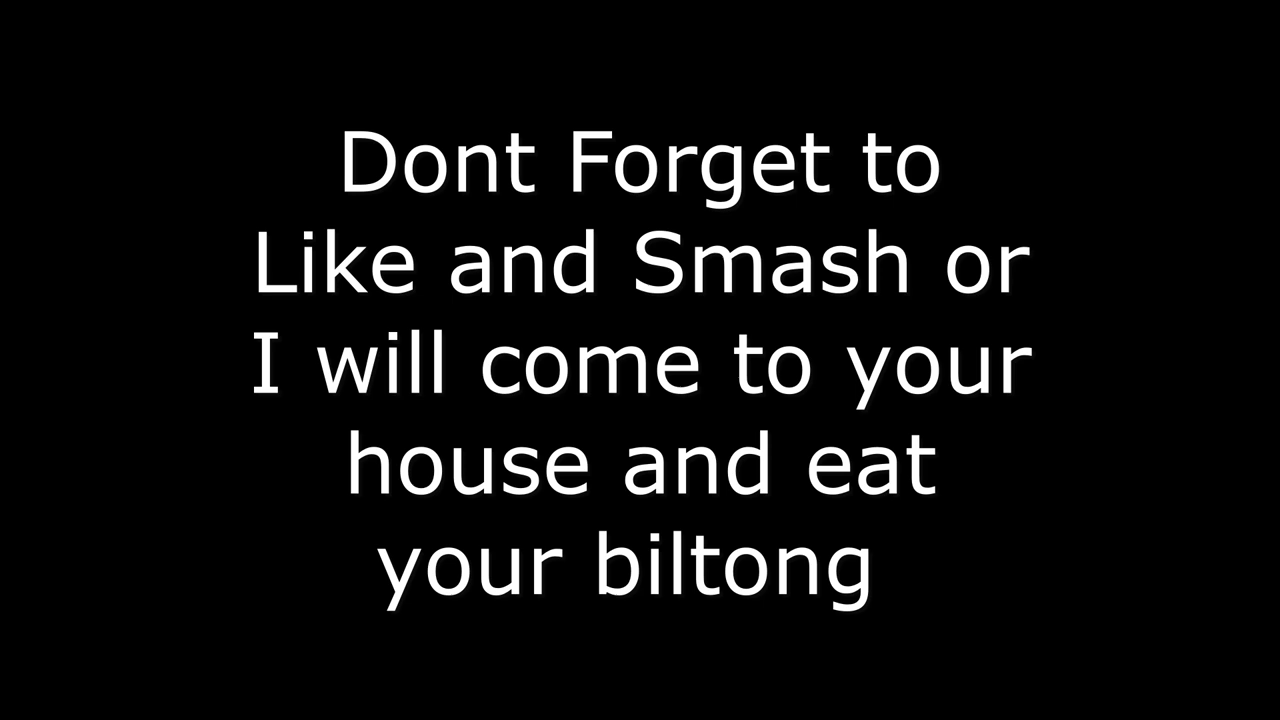 Dont Forget to
Like and Smash or
I will come to your
house and eat
your biltong